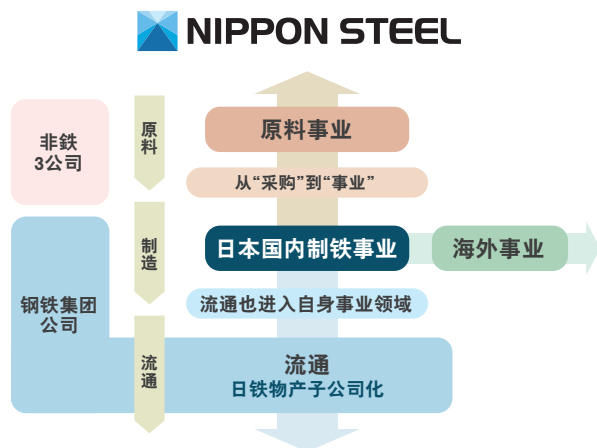 NIPPON STEEL
非鉄
3公司
原料
原料事业
从“采购”到“事业”
制造
日本国内制铁事业
海外事业
钢铁集团
公司
流通也进入自身事业领域
流通
流通
日铁物产子公司化